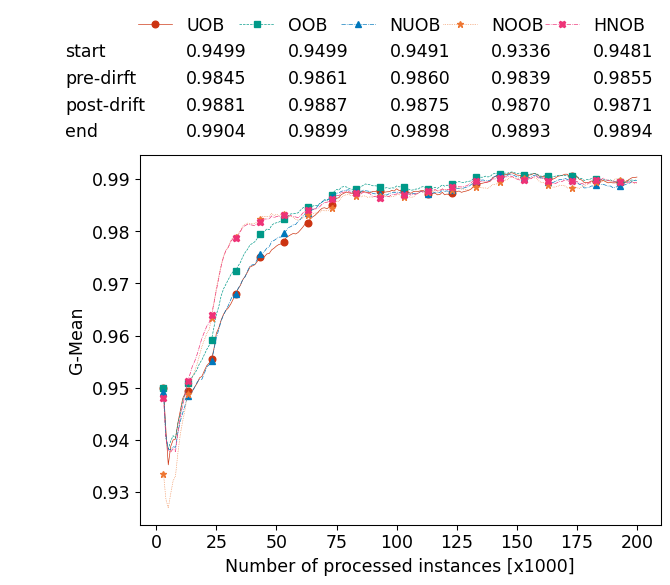 UOB OOB NUOB NOOB HNOB
start 0.9499 0.9499 0.9491 0.9336 0.9481
pre-dirft 0.9845 0.9861 0.9860 0.9839 0.9855
post-drift 0.9881 0.9887 0.9875 0.9870 0.9871
end 0.9904 0.9899 0.9898 0.9893 0.9894
0.99
0.98
0.97
0.96
0.95
0.94
0.93
G-Mean
0 25 50 75 100 125 150 175 200
Number of processed instances [x1000]